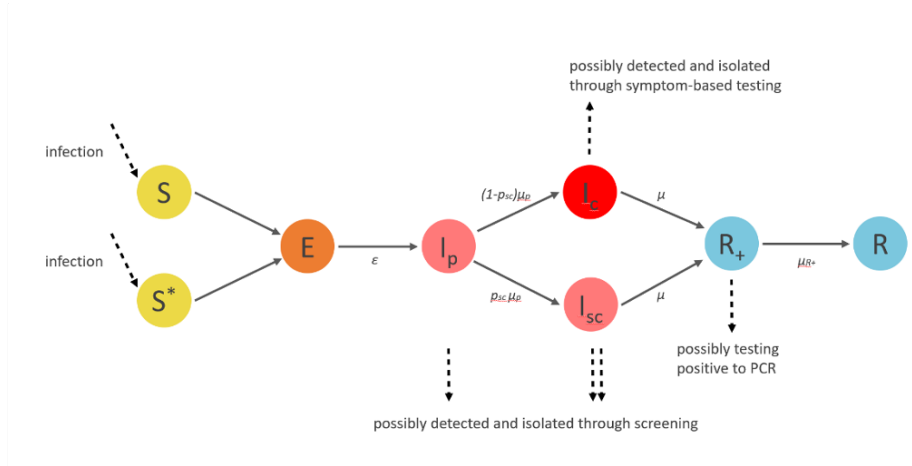 possibly detected and isolated
through symptom-based testing
infection
S
(1-psc)μp
Ic
μ
E
ε
Ip
R+
μR+
R
infection
S*
psc μp
Isc
μ
possibly testing
positive to PCR
possibly detected and isolated through screening